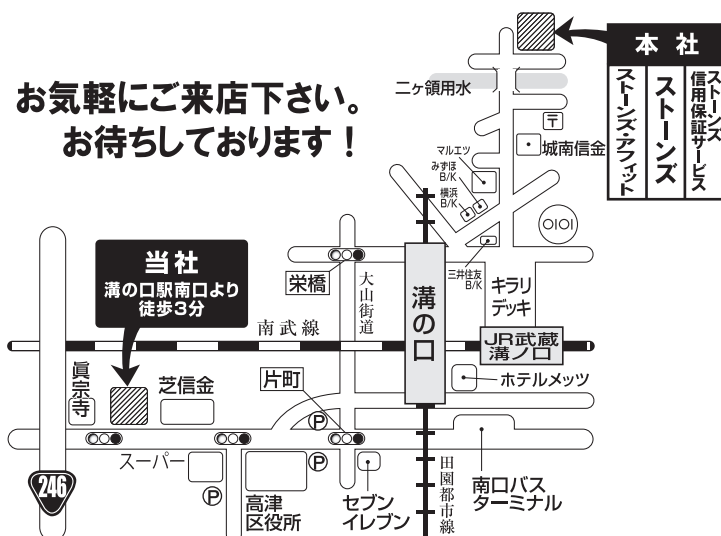 お気軽にご来店下さい。
お待ちしております！
本社
ストーンズ・アフィット
ストーンズ
ストーンズ
信用保証サービス
二ヶ領用水
〒
城南信金
マルエツ
みずほ
B/K
横浜
B/K
OIOI
三井住友
B/K
キラリ
デッキ
当社
溝の口駅南口より
徒歩3分
栄橋
大山街道
溝の口
南武線
JR武蔵
溝ノ口
ホテルメッツ
眞宗寺
芝信金
片町
P
スーパー
P
P
246
高津
区役所
セブン
イレブン
田園都市線
南口バス
ターミナル